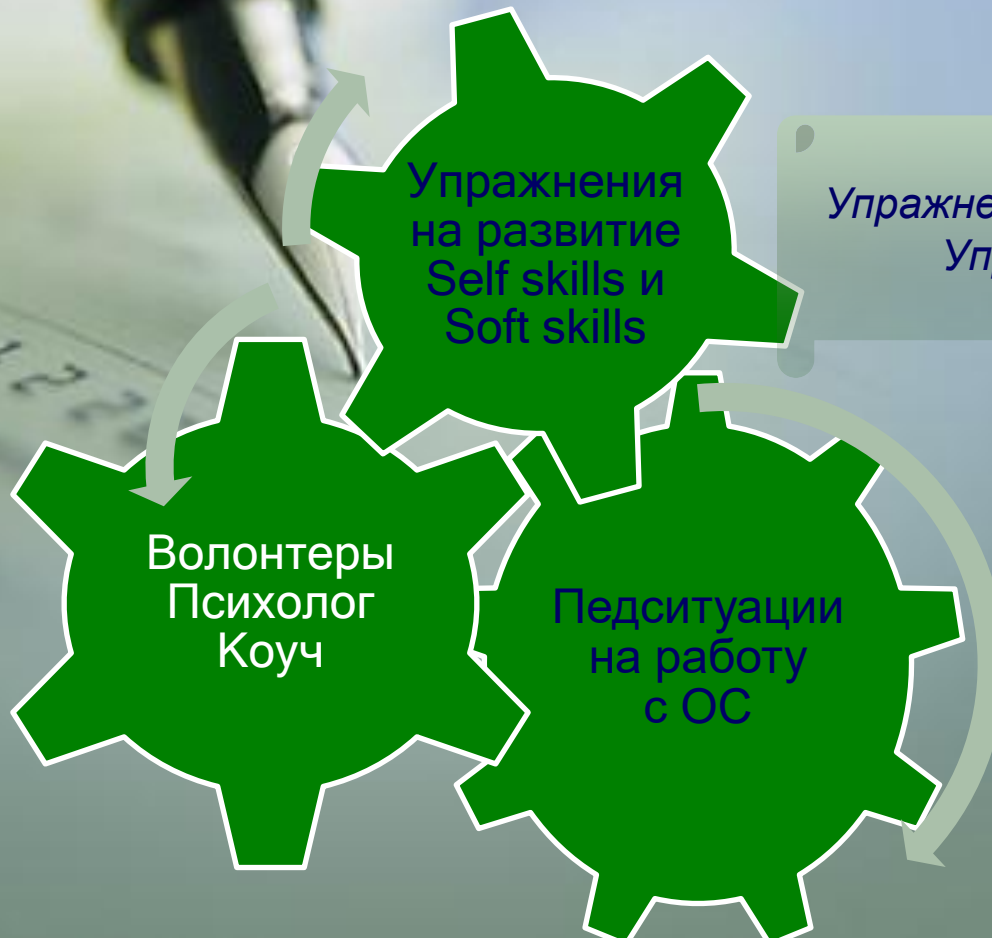 Упражнения
на развитие
Self skills и
Soft skills
Волонтеры
Психолог
Коуч
Педситуации
на работу
с ОС